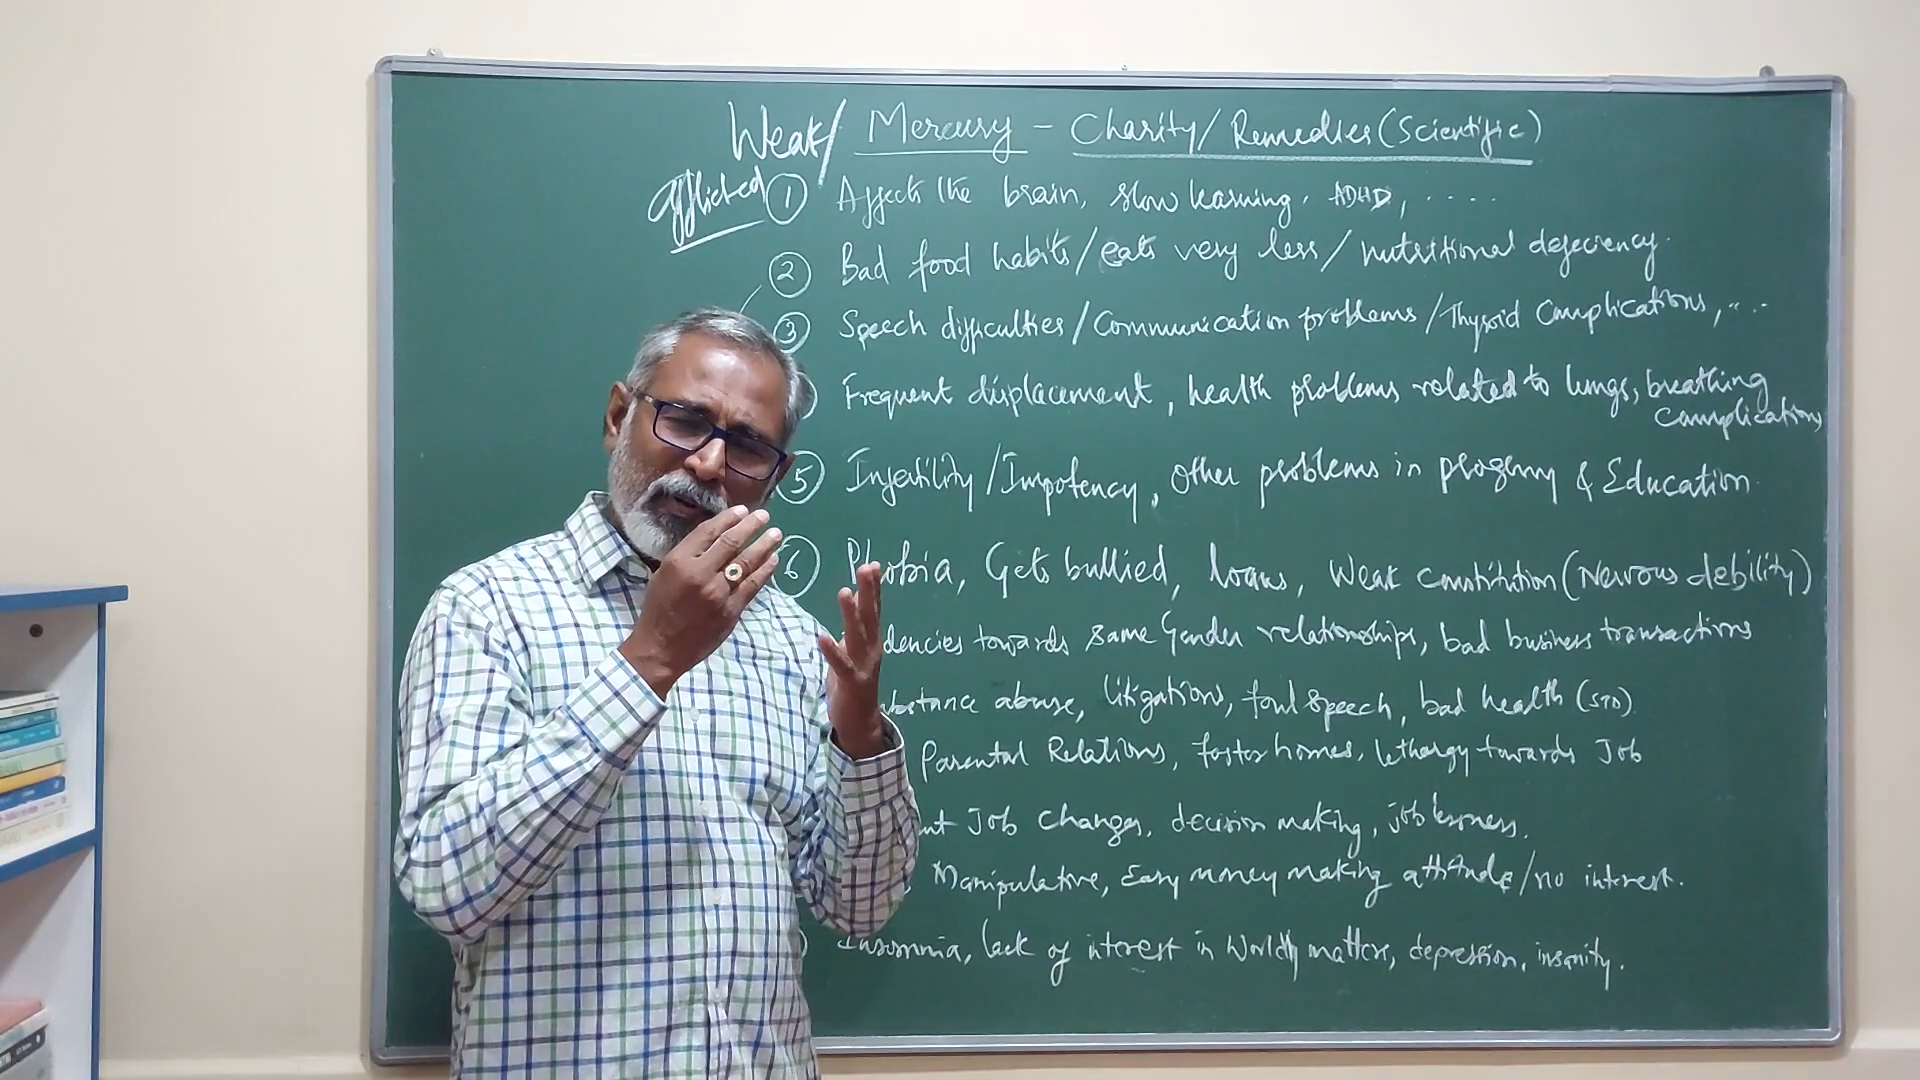 Weak/ Mercury - Charity/Remedies (Scientific)
afflicted
1 Affects the brain, slow learning, ADHD, ....
2 Bad food habits/eats very less/nutritional defeciency.
3 Speech difficulties/Communication problems/Thyroid Complications, ....
Frequent displacement, health problems related to lungs, breathing
complications
5 Infertility/Impotency, other problems in progeny & Education
6 Phobia, Gets bullied, loans, Weak constitution (Nervous debility)
dencies towards same Gender relationships, bad business transactions
bstance abuse, litigations, foul speech, bad health (STD).
Parental Relations, foster homes, lethargy towards Job
nt Job changes, decision making, joblessness.
Manipulative, Easy money making attitude/no interest.
Insomnia, lack of interest in Worldly matters, depression, insanity.